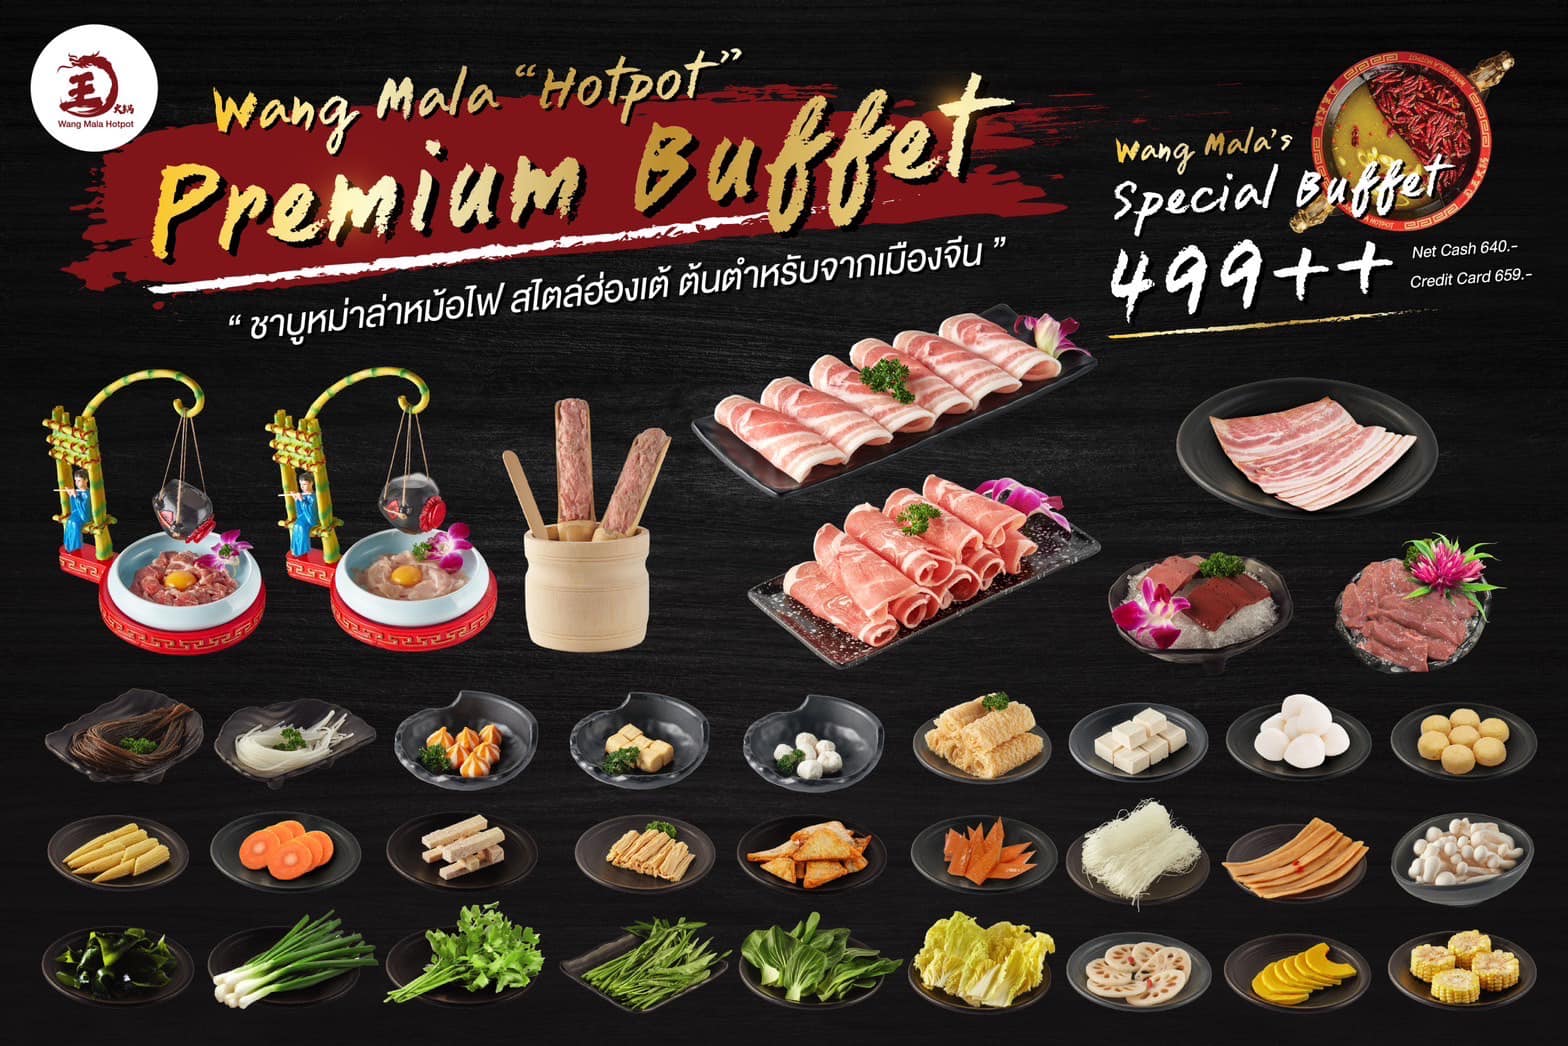 王
火鍋
Wang Mala Hotpot
Wang Mala “Hotpot”
Premium Buffet
“ ชาบูหม่าล่าหม้อไฟ สไตล์ฮ่องเต้ ต้นตำหรับจากเมืองจีน ”
Wang Mala's
Special Buffet
499++
Net Cash 640.-
Credit Card 659.-